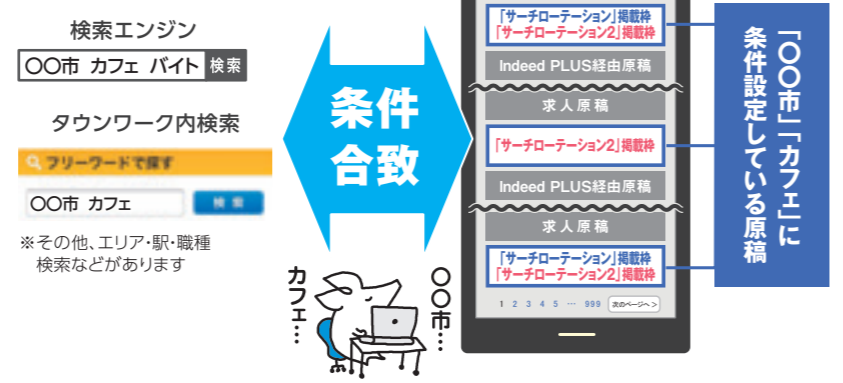 検索エンジン
〇〇市 カフェ バイト 検索
タウンワーク内検索
フリーワードで探す
〇〇市 カフェ 検索
※その他、エリア・駅・職種
検索などがあります
条件
合致
カフェ…
〇〇市…
「サーチローテーション」掲載枠
「サーチローテーション2」掲載枠
Indeed PLUS経由原稿
求人原稿
「サーチローテーション2」掲載枠
Indeed PLUS経由原稿
求人原稿
「サーチローテーション」掲載枠
「サーチローテーション2」掲載枠
1 2 3 4 5 … 999 次のページへ >
「〇〇市」「カフェ」に
条件設定している原稿